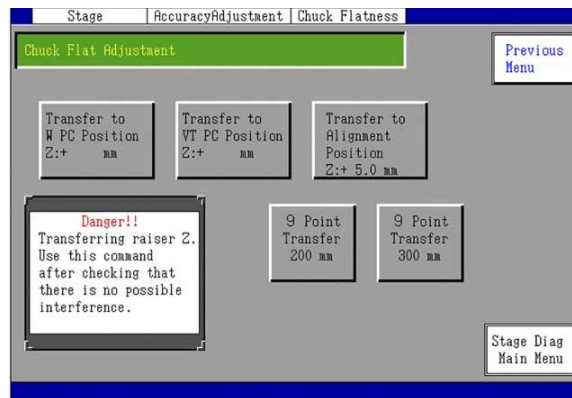 Stage AccuracyAdjustment Chuck Flatness
Chuck Flat Adjustment
Previous
Menu
Transfer to
W PC Position
Z:+ mm
Transfer to
VT PC Position
Z:+ mm
Transfer to
Alignment
Position
Z:+ 5.0 mm
Danger!!
Transferring raiser Z.
Use this command
after checking that
there is no possible
interference.
9 Point
Transfer
200 mm
9 Point
Transfer
300 mm
Stage Diag
Main Menu